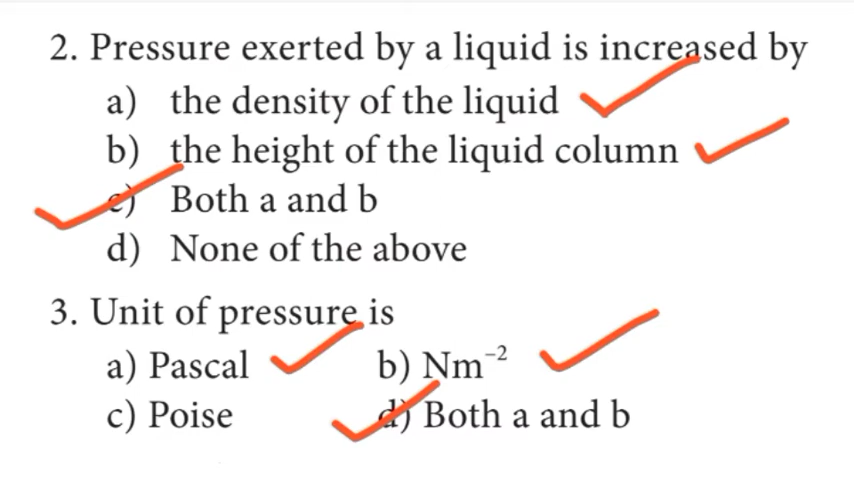 2. Pressure exerted by a liquid is increased by
a) the density of the liquid
b) the height of the liquid column
c) Both a and b
d) None of the above
3. Unit of pressure is
a) Pascal b) Nm⁻²
c) Poise d) Both a and b